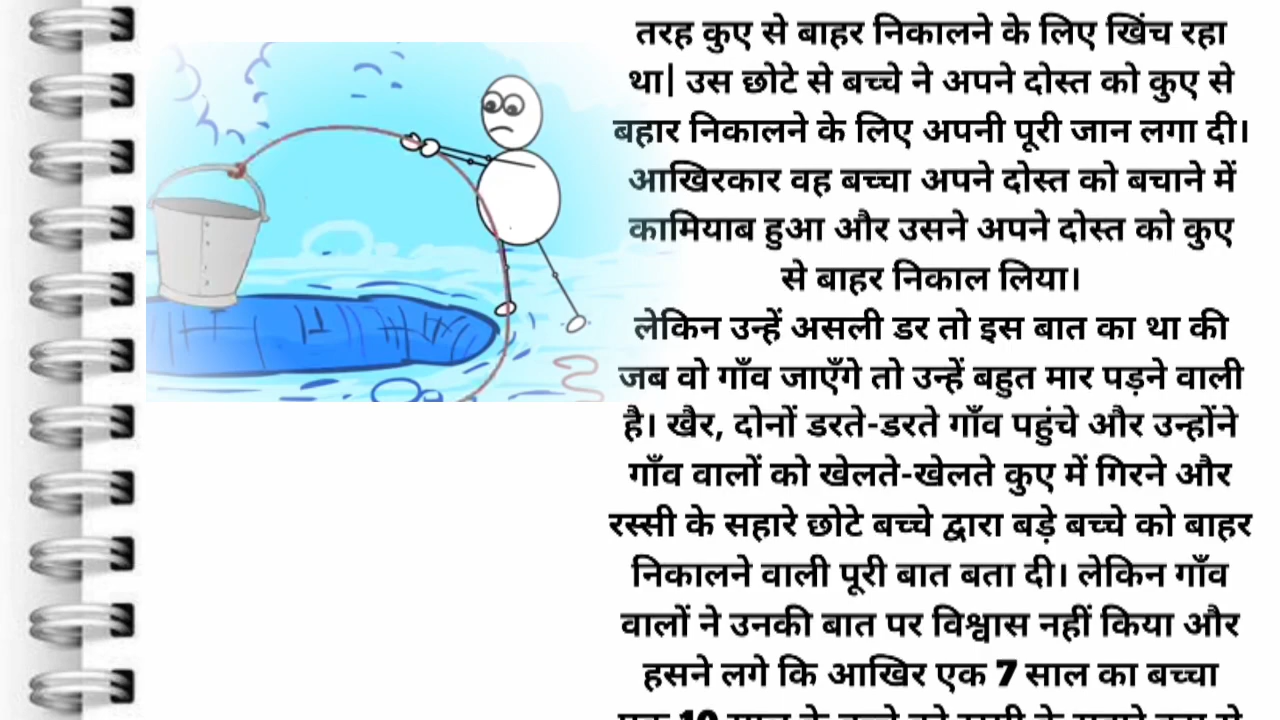 तरह कुए से बाहर निकालने के लिए खिंच रहा
था| उस छोटे से बच्चे ने अपने दोस्त को कुए से
बहार निकालने के लिए अपनी पूरी जान लगा दी।
आखिरकार वह बच्चा अपने दोस्त को बचाने में
कामियाब हुआ और उसने अपने दोस्त को कुए
से बाहर निकाल लिया।
लेकिन उन्हें असली डर तो इस बात का था की
जब वो गाँव जाएँगे तो उन्हें बहुत मार पड़ने वाली
है। खैर, दोनों डरते-डरते गाँव पहुंचे और उन्होंने
गाँव वालों को खेलते-खेलते कुए में गिरने और
रस्सी के सहारे छोटे बच्चे द्वारा बड़े बच्चे को बाहर
निकालने वाली पूरी बात बता दी। लेकिन गाँव
वालों ने उनकी बात पर विश्वास नहीं किया और
हसने लगे कि आखिर एक 7 साल का बच्चा